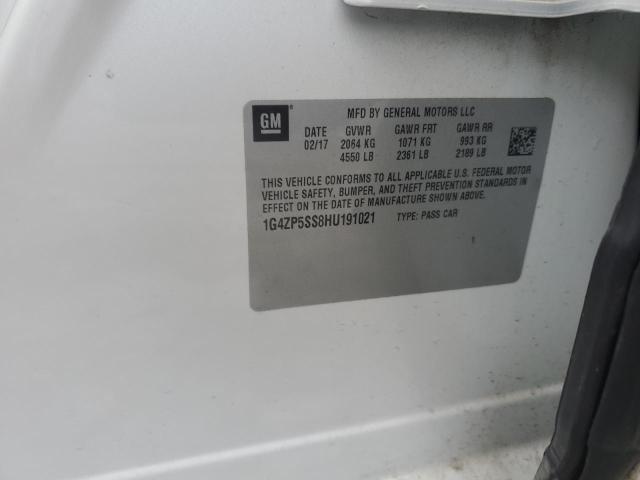 GM
MFD BY GENERAL MOTORS LLC
DATE GVWR GAWR FRT GAWR RR
02/17 2064 KG 1071 KG 993 KG
4550 LB 2361 LB 2189 LB
THIS VEHICLE CONFORMS TO ALL APPLICABLE U.S. FEDERAL MOTOR
VEHICLE SAFETY, BUMPER, AND THEFT PREVENTION STANDARDS IN
EFFECT ON THE DATE OF MANUFACTURE SHOWN ABOVE.
1G4ZP5SS8HU191021 TYPE: PASS CAR